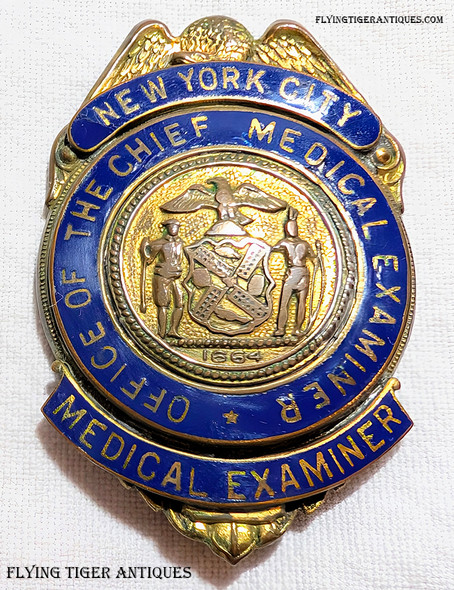 FLYINGTIGERANTIQUES.COM
NEW YORK CITY
OFFICE OF THE CHIEF MEDICAL EXAMINER
1664
MEDICAL EXAMINER
FLYING TIGER ANTIQUES